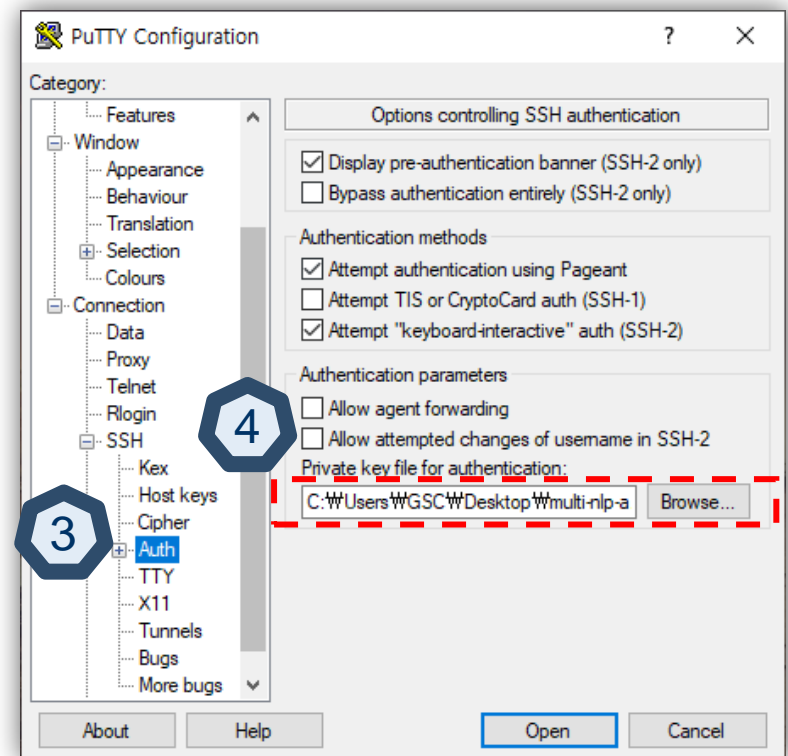 PuTTY Configuration
?
Category:
Features
Window
Appearance
Behaviour
Translation
Selection
Colours
Connection
Data
Proxy
Telnet
Rlogin
SSH
Kex
Host keys
Cipher
3
Auth
TTY
X11
Tunnels
Bugs
More bugs
Options controlling SSH authentication
Display pre-authentication banner (SSH-2 only)
Bypass authentication entirely (SSH-2 only)
Authentication methods
Attempt authentication using Pageant
Attempt TIS or CryptoCard auth (SSH-1)
Attempt "keyboard-interactive" auth (SSH-2)
Authentication parameters
Allow agent forwarding
4
Allow attempted changes of username in SSH-2
Private key file for authentication:
C:₩Users₩GSC₩Desktop₩multi-nlp-a
Browse...
About
Help
Open
Cancel